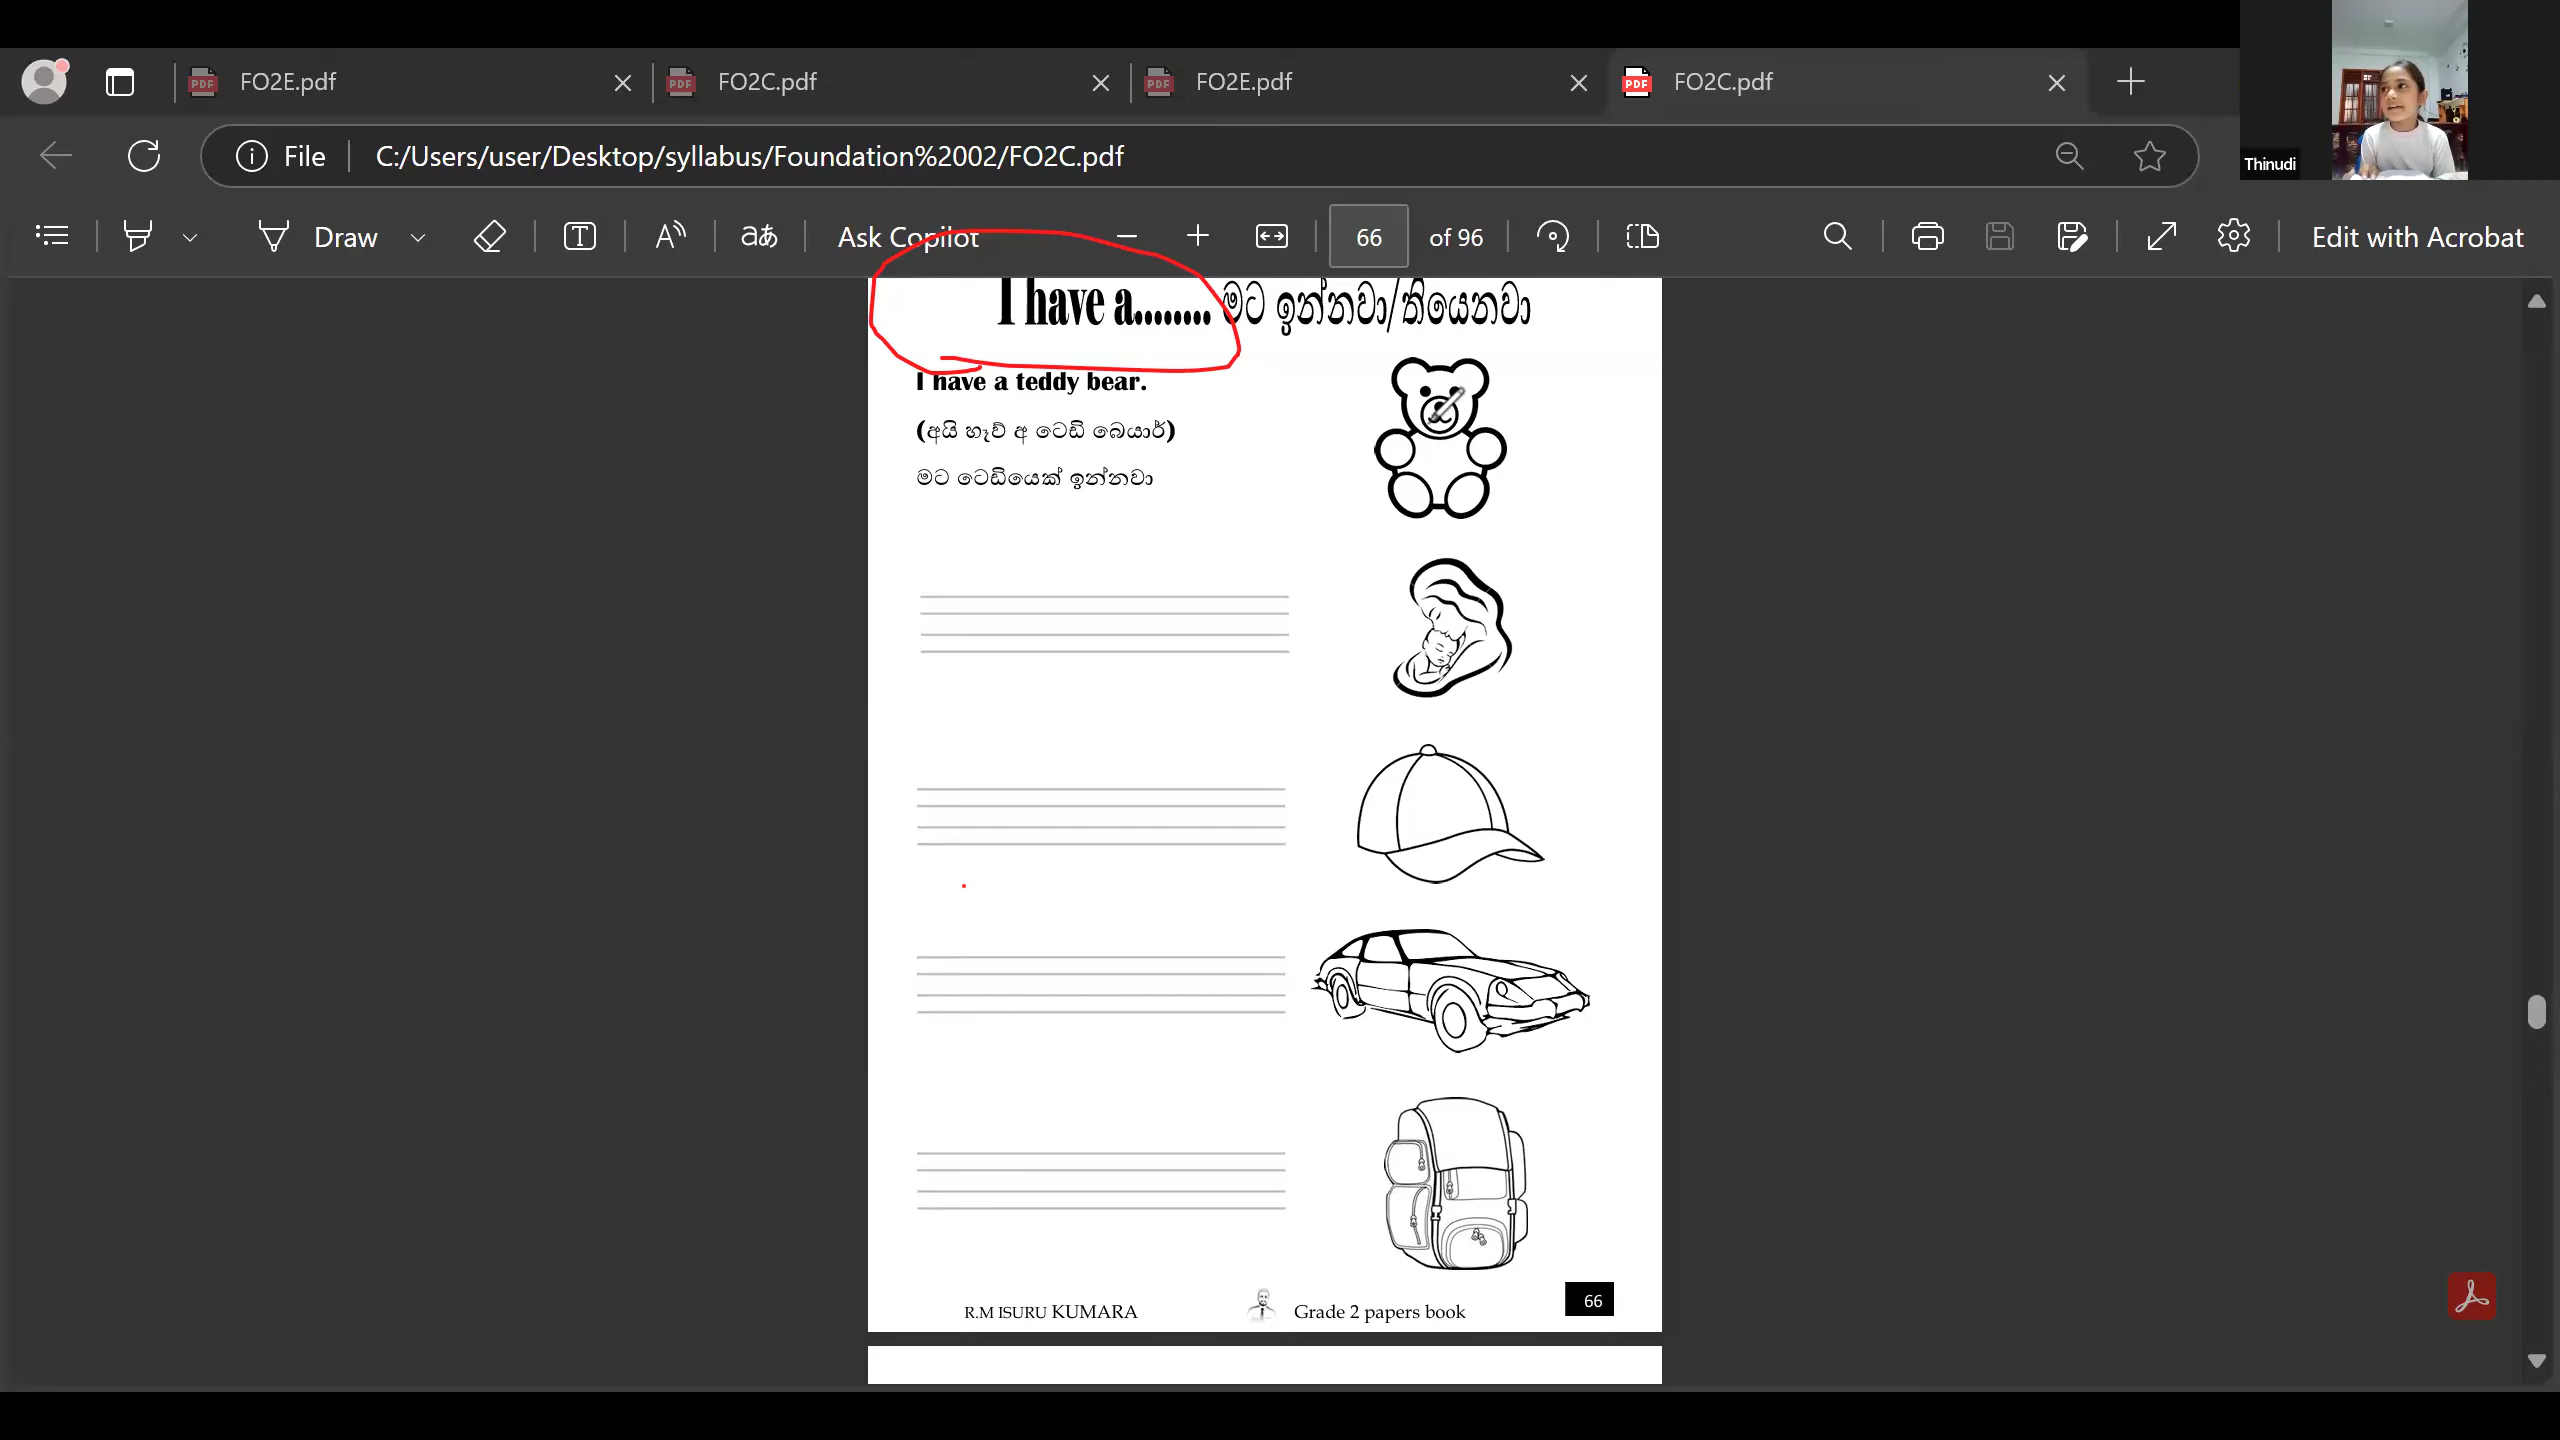 FO2E.pdf
FO2C.pdf
FO2E.pdf
FO2C.pdf
File
C:/Users/user/Desktop/syllabus/Foundation%2002/FO2C.pdf
Thinudi
Draw
aあ
Ask Copilot
66 of 96
Edit with Acrobat
I have a........ මට ඉන්නවා/තියෙනවා
I have a teddy bear.
(අයි හැව් අ ටෙඩි බෙයාර්)
මට ටෙඩියෙක් ඉන්නවා
R.M ISURU KUMARA
Grade 2 papers book
66